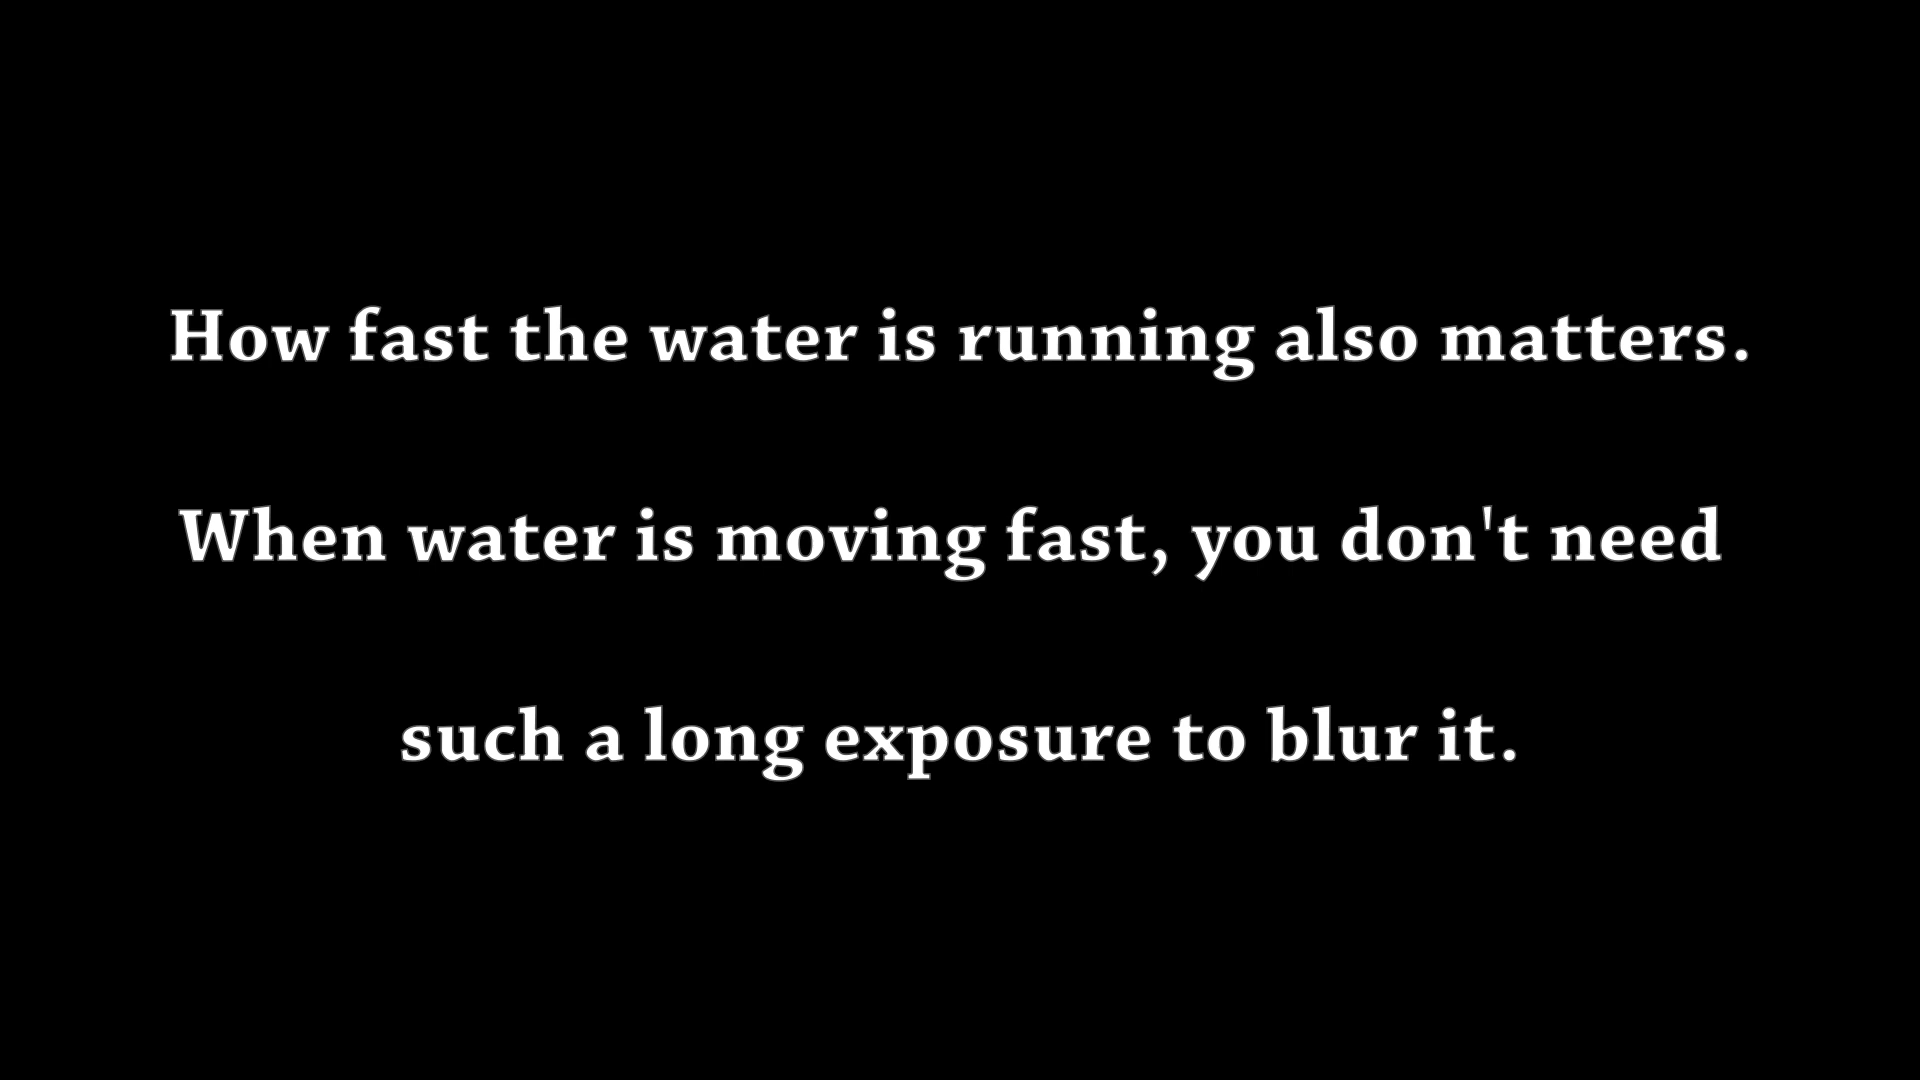 How fast the water is running also matters.
When water is moving fast, you don't need
such a long exposure to blur it.